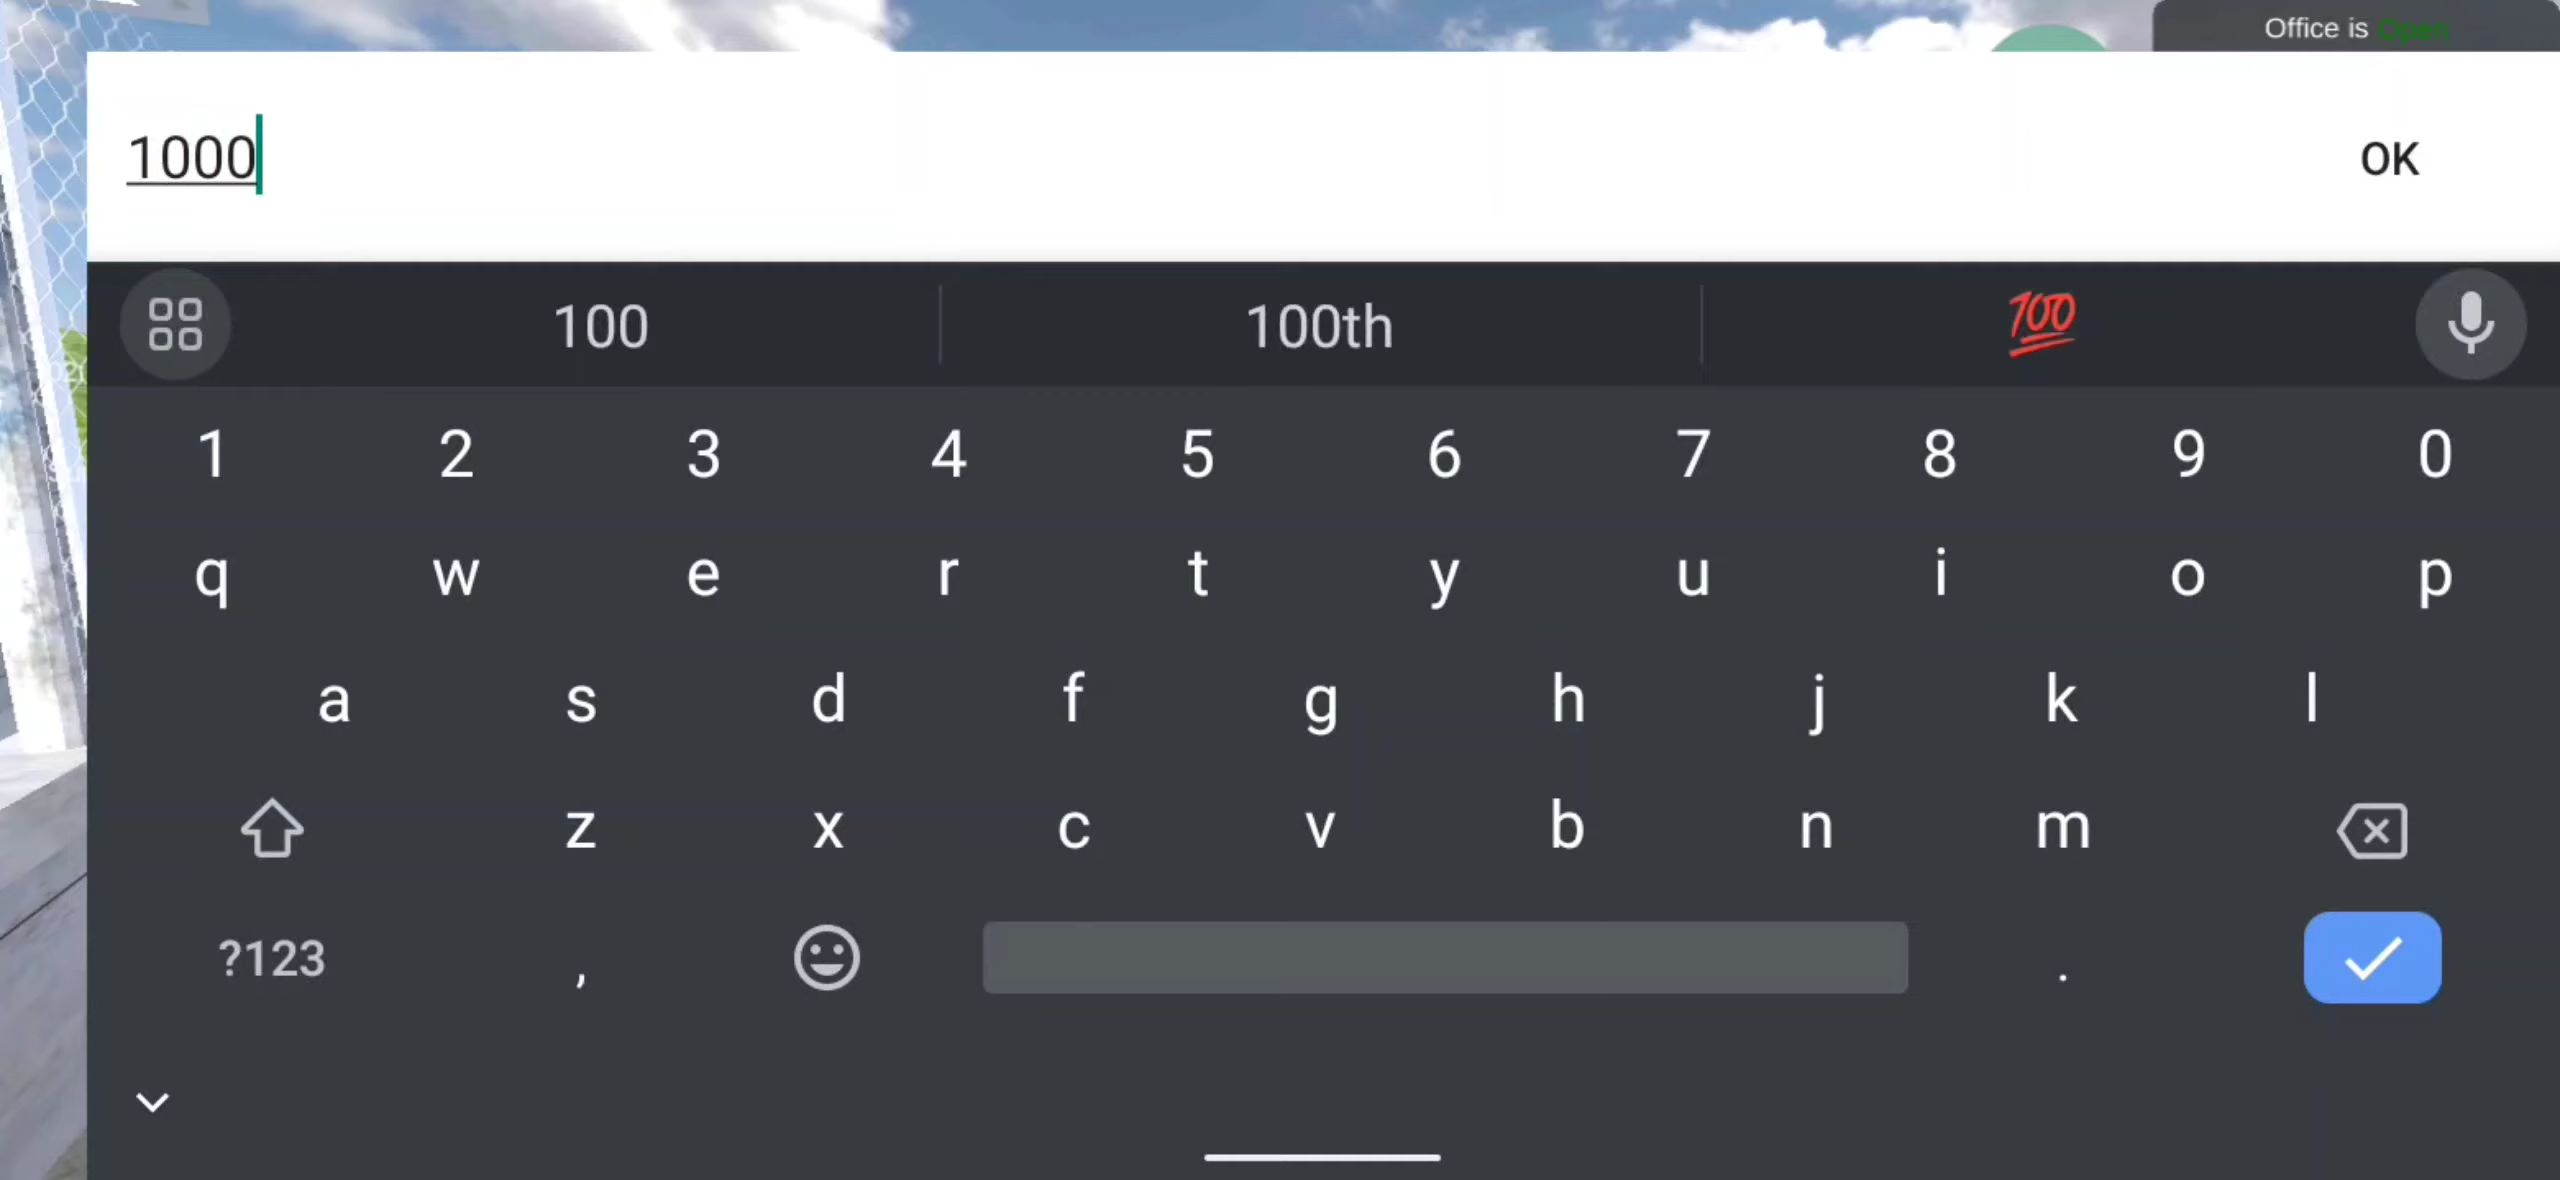 Office is Open
1000
OK
100 100th 💯
1 2 3 4 5 6 7 8 9 0
q w e r t y u i o p
a s d f g h j k l
z x c v b n m
?123 , .